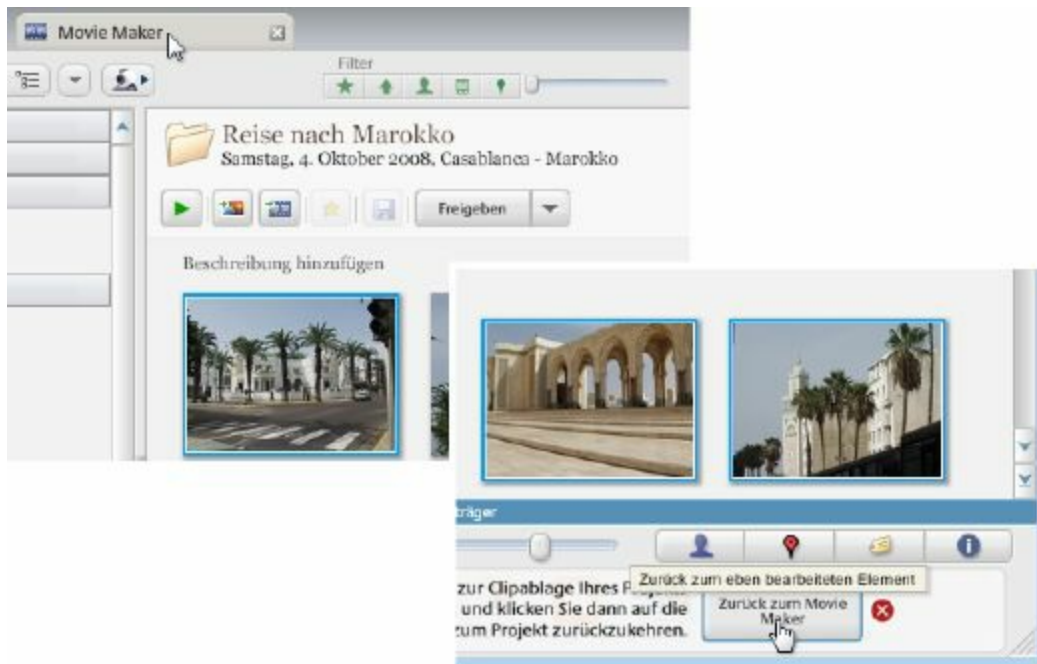 Movie Maker
Filter
Reise nach Marokko
Samstag, 4. Oktober 2008, Casablanca - Marokko
Freigeben
Beschreibung hinzufügen
träger
Zurück zum eben bearbeiteten Element
zur Clipablage Ihres
und klicken Sie dann auf die
zum Projekt zurückzukehren.
Zurück zum Movie
Maker